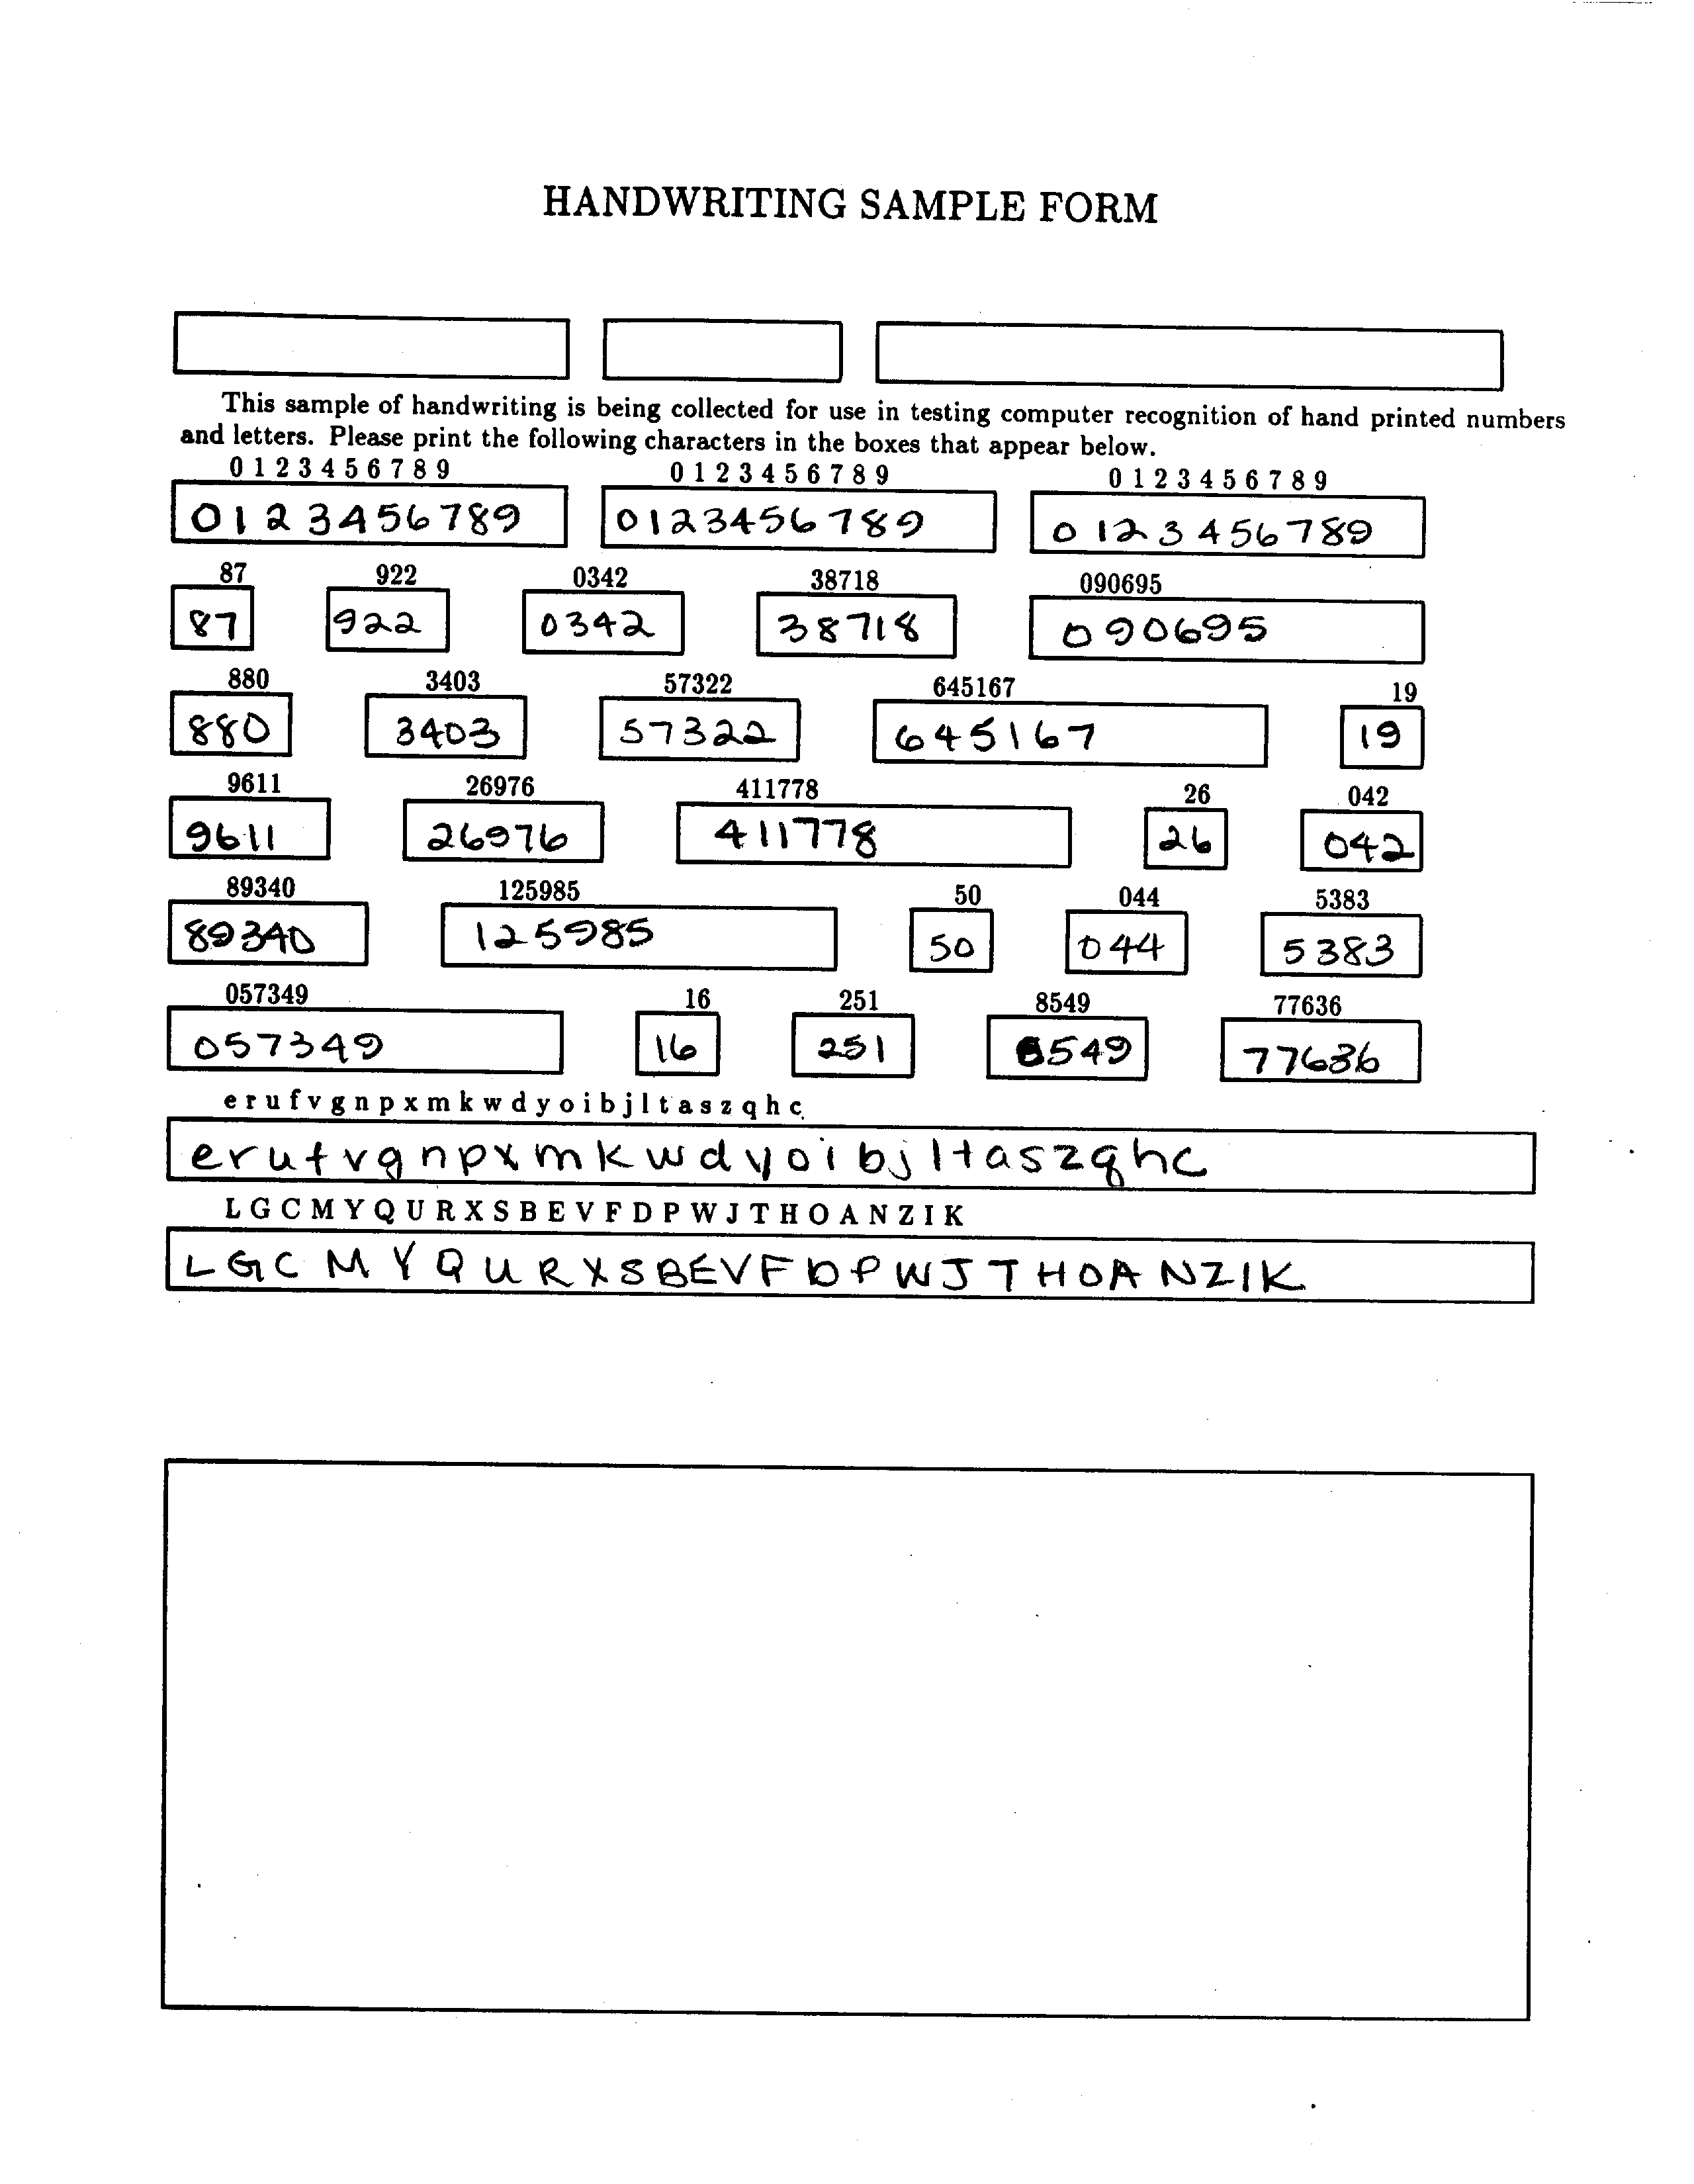 HANDWRITING SAMPLE FORM
This sample of handwriting is being collected for use in testing computer recognition of hand printed numbers
and letters. Please print the following characters in the boxes that appear below.
0 1 2 3 4 5 6 7 8 9 0 1 2 3 4 5 6 7 8 9 0 1 2 3 4 5 6 7 8 9
0123456789 0123456789 0123456789
87 922 0342 38718 090695
87 922 0342 38718 090695
880 3403 57322 645167 19
880 3403 57322 645167 19
9611 26976 411778 26 042
9611 26976 411778 26 042
89340 125985 50 044 5383
89340 125985 50 044 5383
057349 16 251 8549 77636
057349 16 251 8549 77636
e r u f v g n p x m k w d y o i b j l t a s z q h c
e r u f v g n p x m k w d y o i b j l t a s z q h c
L G C M Y Q U R X S B E V F D P W J T H O A N Z I K
L G C M Y Q U R X S B E V F D P W J T H O A N Z I K